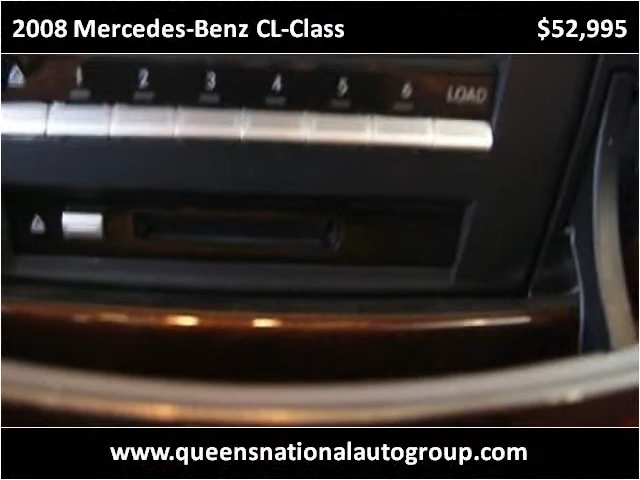 2008 Mercedes-Benz CL-Class $52,995
1 2 3 4 5 6 LOAD
www.queensnationalautogroup.com